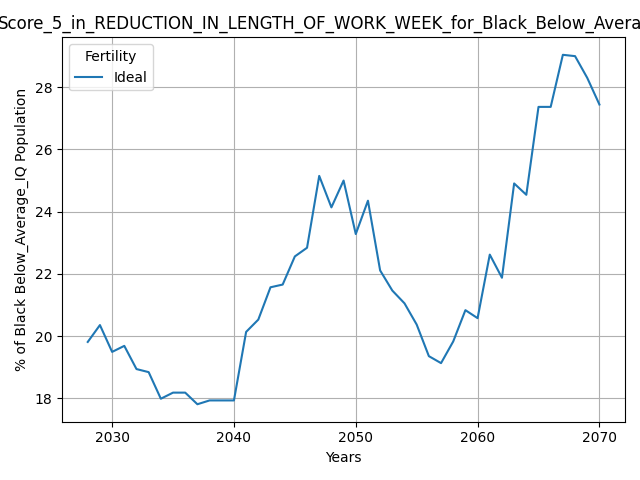 Score_5_in_REDUCTION_IN_LENGTH_OF_WORK_WEEK_for_Black_Below_Avera
Fertility
Ideal
% of Black Below_Average_IQ Population
28
26
24
22
20
18
2030 2040 2050 2060 2070
Years